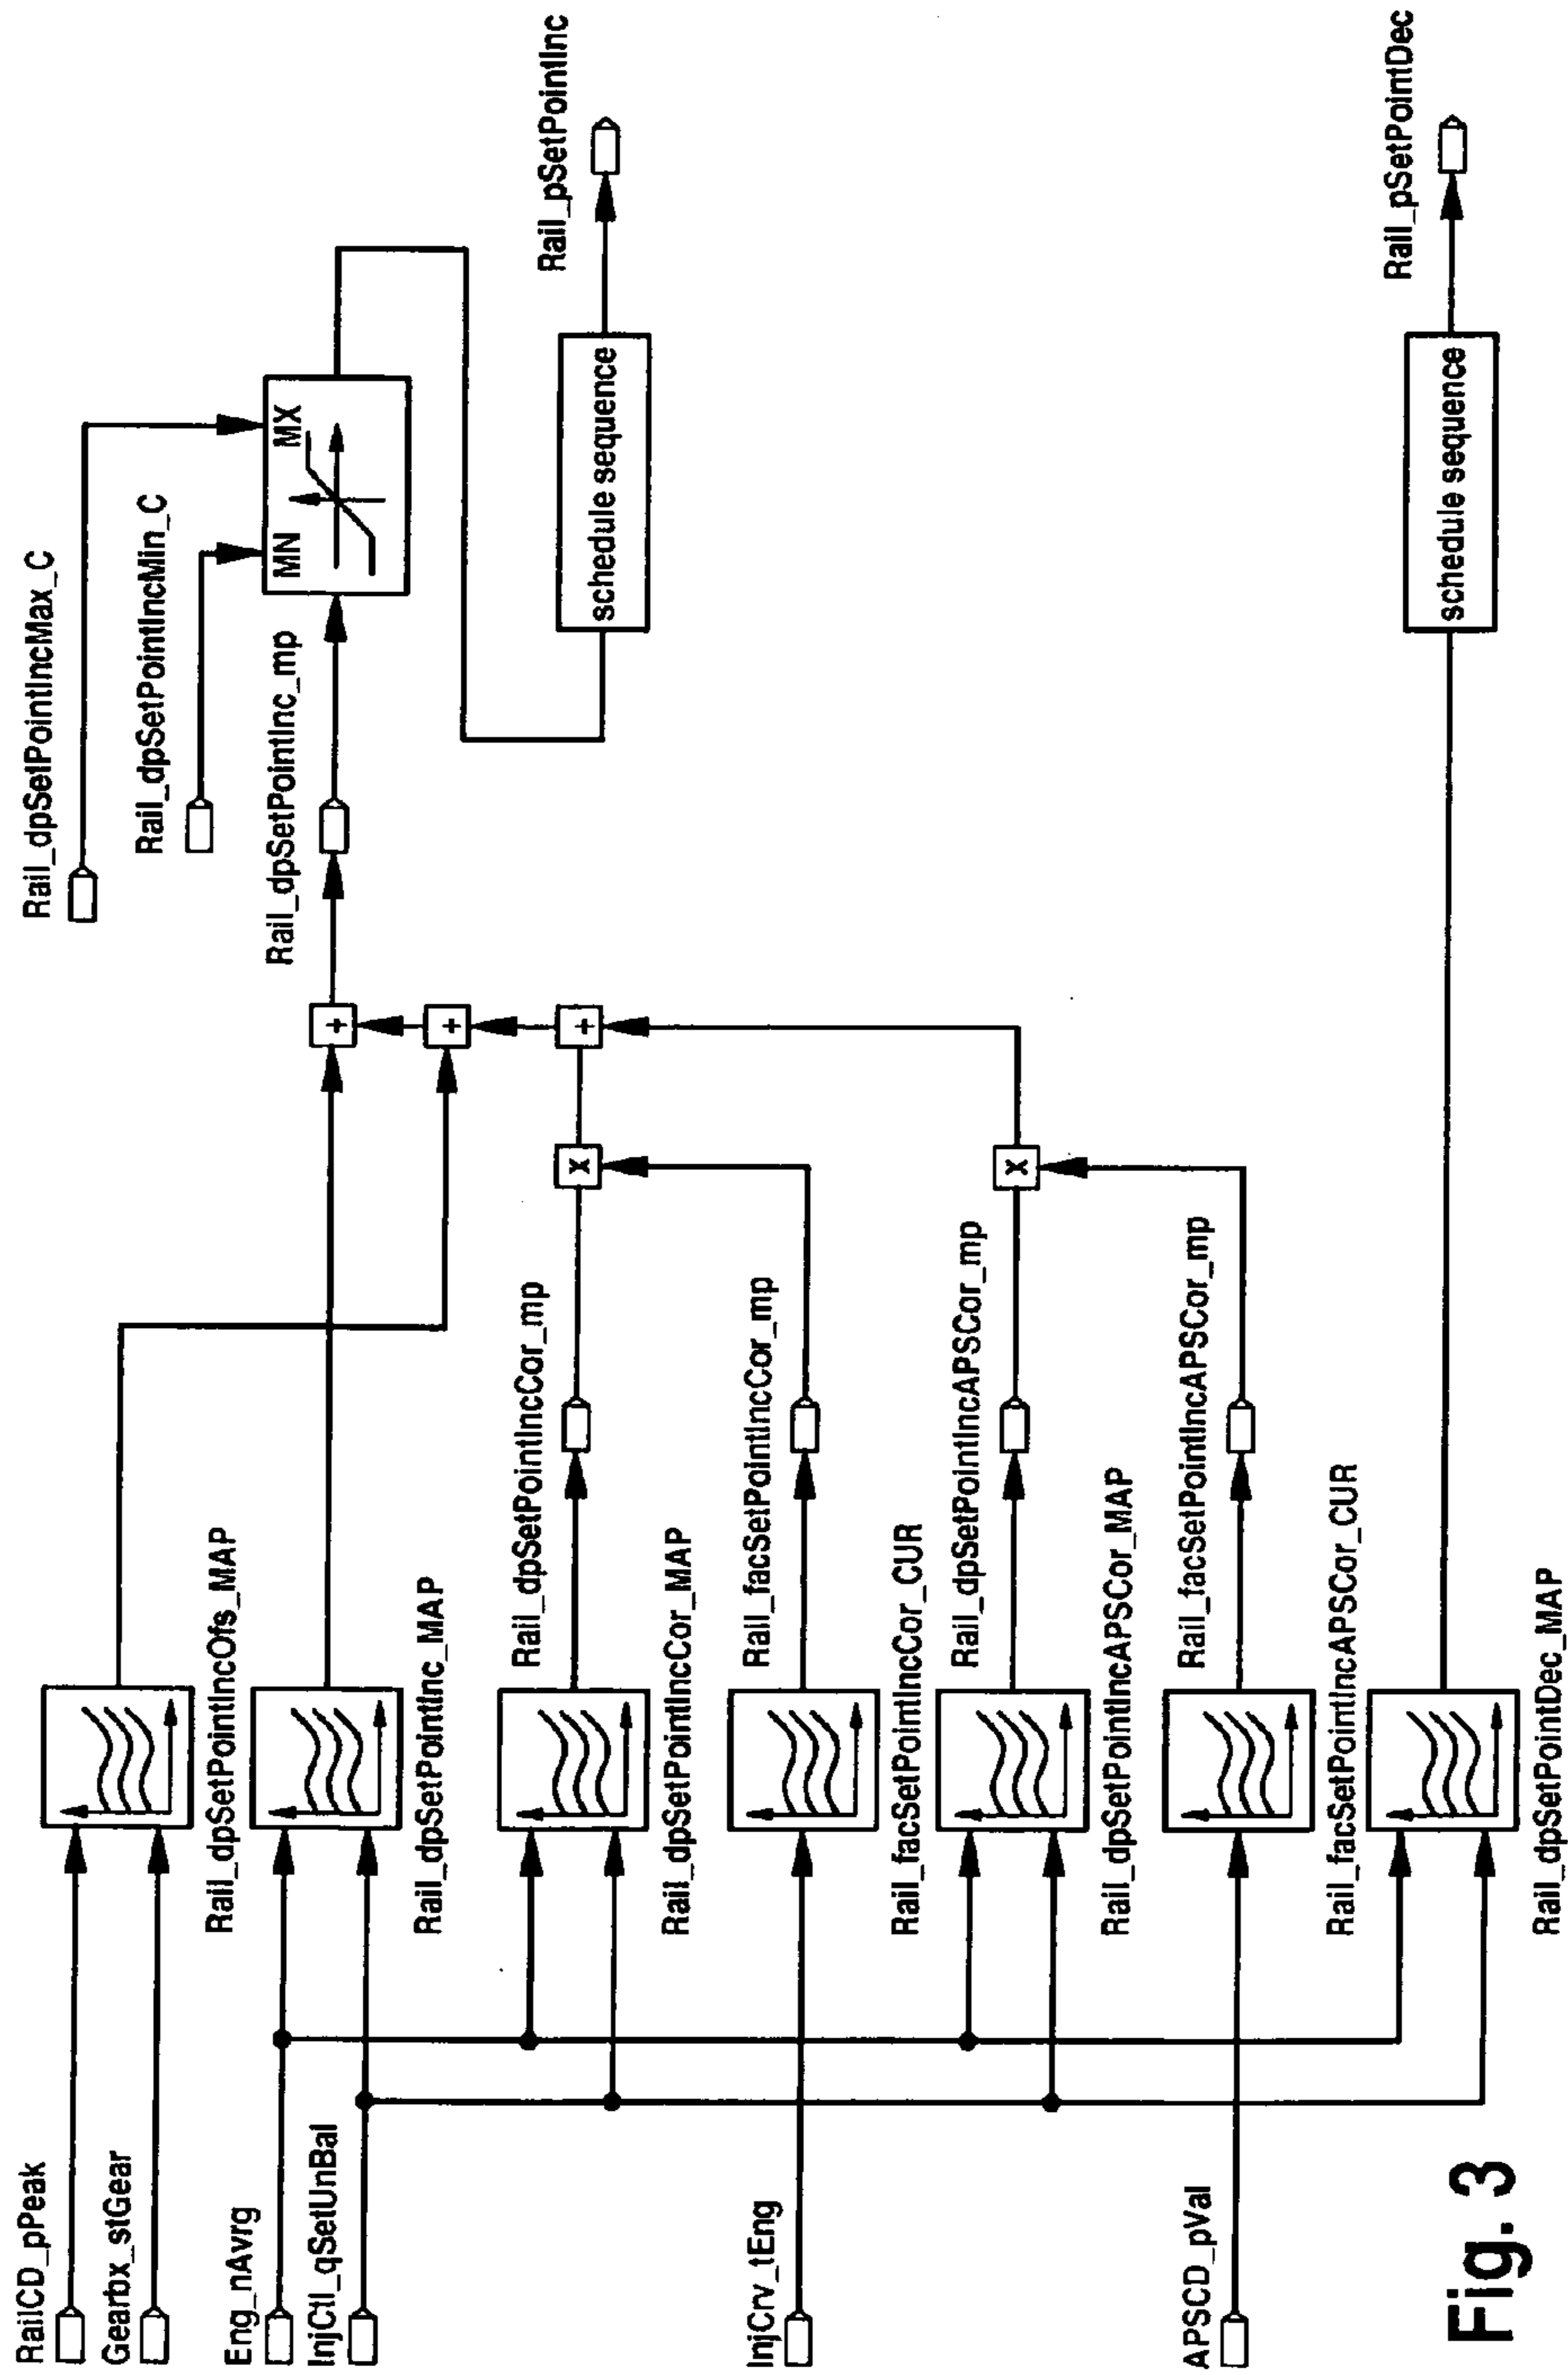 RailCD_pPeak
Gearbx_stGear
Eng_nAvrg
InjCtl_qSetUnBal
InjCrv_tEng
APSCD_pVal
Rail_dpSetPointIncOfs_MAP
Rail_dpSetPointInc_MAP
Rail_dpSetPointIncCor_MAP
Rail_facSetPointIncCor_CUR
Rail_dpSetPointIncAPSCor_MAP
Rail_facSetPointIncAPSCor_CUR
Rail_dpSetPointDec_MAP
Rail_dpSetPointIncCor_mp
Rail_facSetPointIncCor_mp
Rail_dpSetPointIncAPSCor_mp
Rail_facSetPointIncAPSCor_mp
x
x
+
+
+
Rail_dpSetPointIncMax_C
Rail_dpSetPointIncMin_C
Rail_dpSetPointInc_mp
MN MX
schedule sequence
Rail_pSetPointInc
schedule sequence
Rail_pSetPointDec
Fig. 3